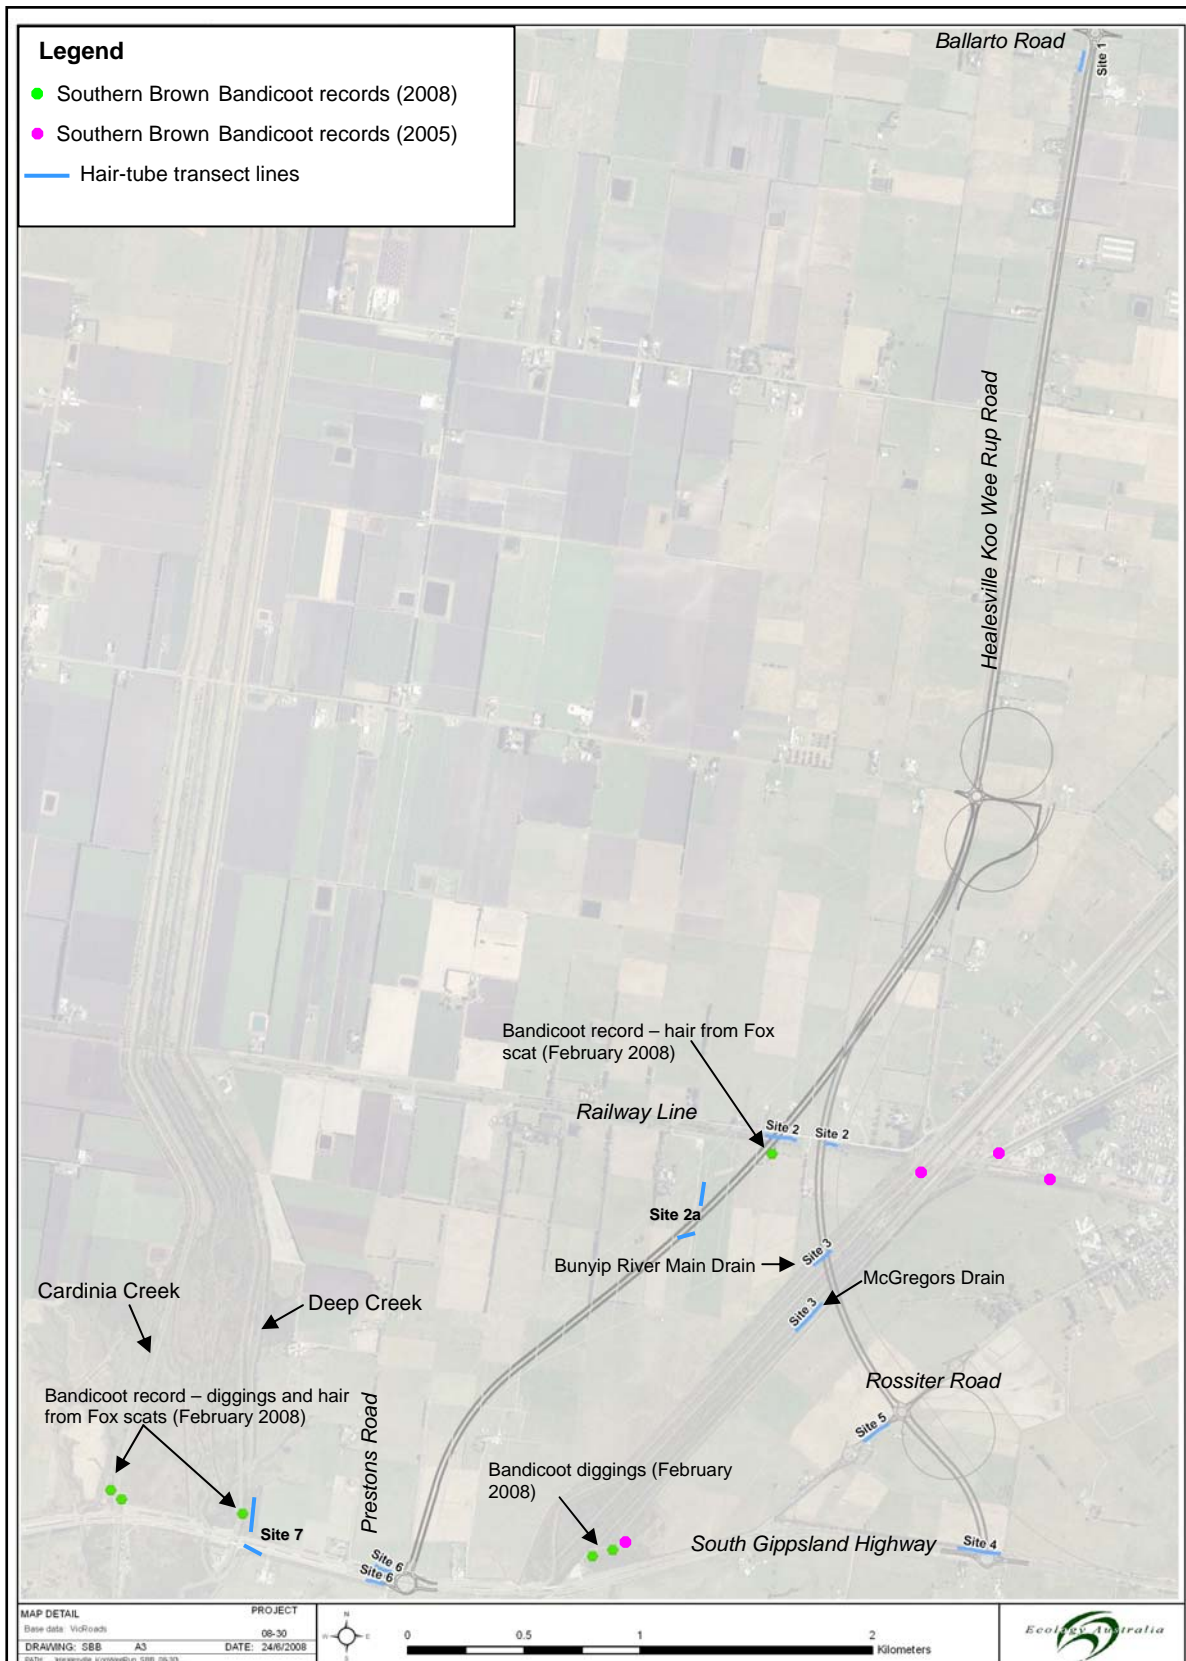 Legend
Southern Brown Bandicoot records (2008)
Southern Brown Bandicoot records (2005)
Hair-tube transect lines
Ballarto Road
Site 1
Healesville Koo Wee Rup Road
Bandicoot record – hair from Fox
scat (February 2008)
Railway Line
Site 2
Site 2
Site 2a
Site 3
Bunyip River Main Drain
McGregors Drain
Site 3
Cardinia Creek
Deep Creek
Rossiter Road
Bandicoot record – diggings and hair
from Fox scats (February 2008)
Prestons Road
Site 5
Bandicoot diggings (February
2008)
Site 7
South Gippsland Highway
Site 4
Site 6
Site 6
MAP DETAIL
PROJECT
Base data: VicRoads
08-30
DRAWING: SBB A3 DATE: 24/6/2008
N
W E
S
0 0.5 1 2
Kilometers
Ecology Australia